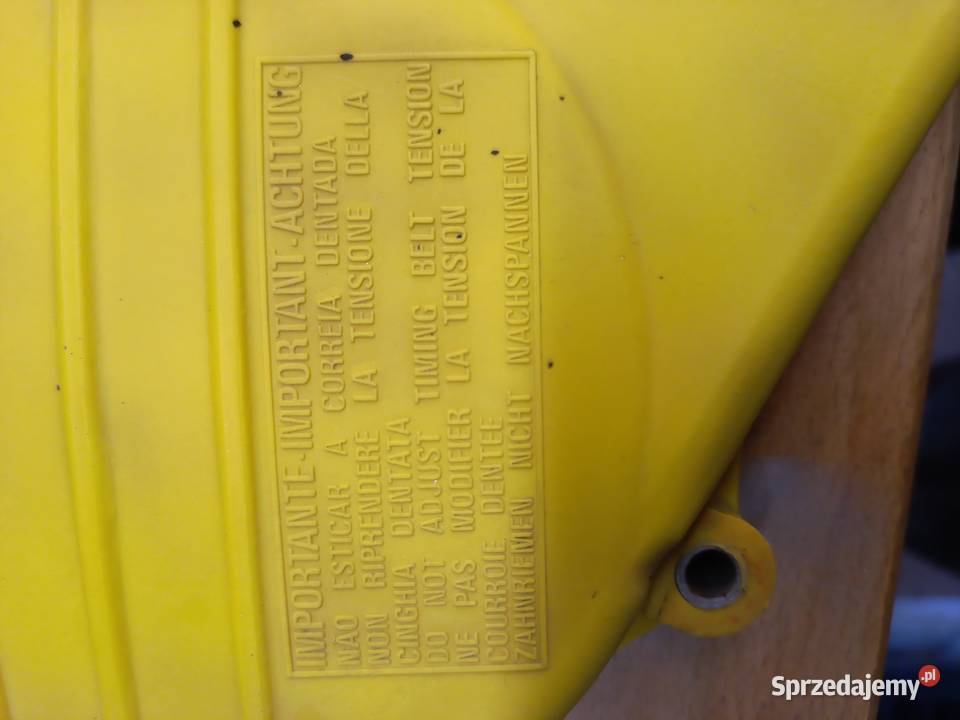 IMPORTANTE-IMPORTANT-ACHTUNG
NÃO ESTICAR A CORREIA DENTADA
NON RIPRENDERE LA TENSIONE DELLA
CINGHIA DENTATA
DO NOT ADJUST TIMING BELT TENSION
NE PAS MODIFIER LA TENSION DE LA
COURROIE DENTEE
ZAHNRIEMEN NICHT NACHSPANNEN
Sprzedajemy.pl